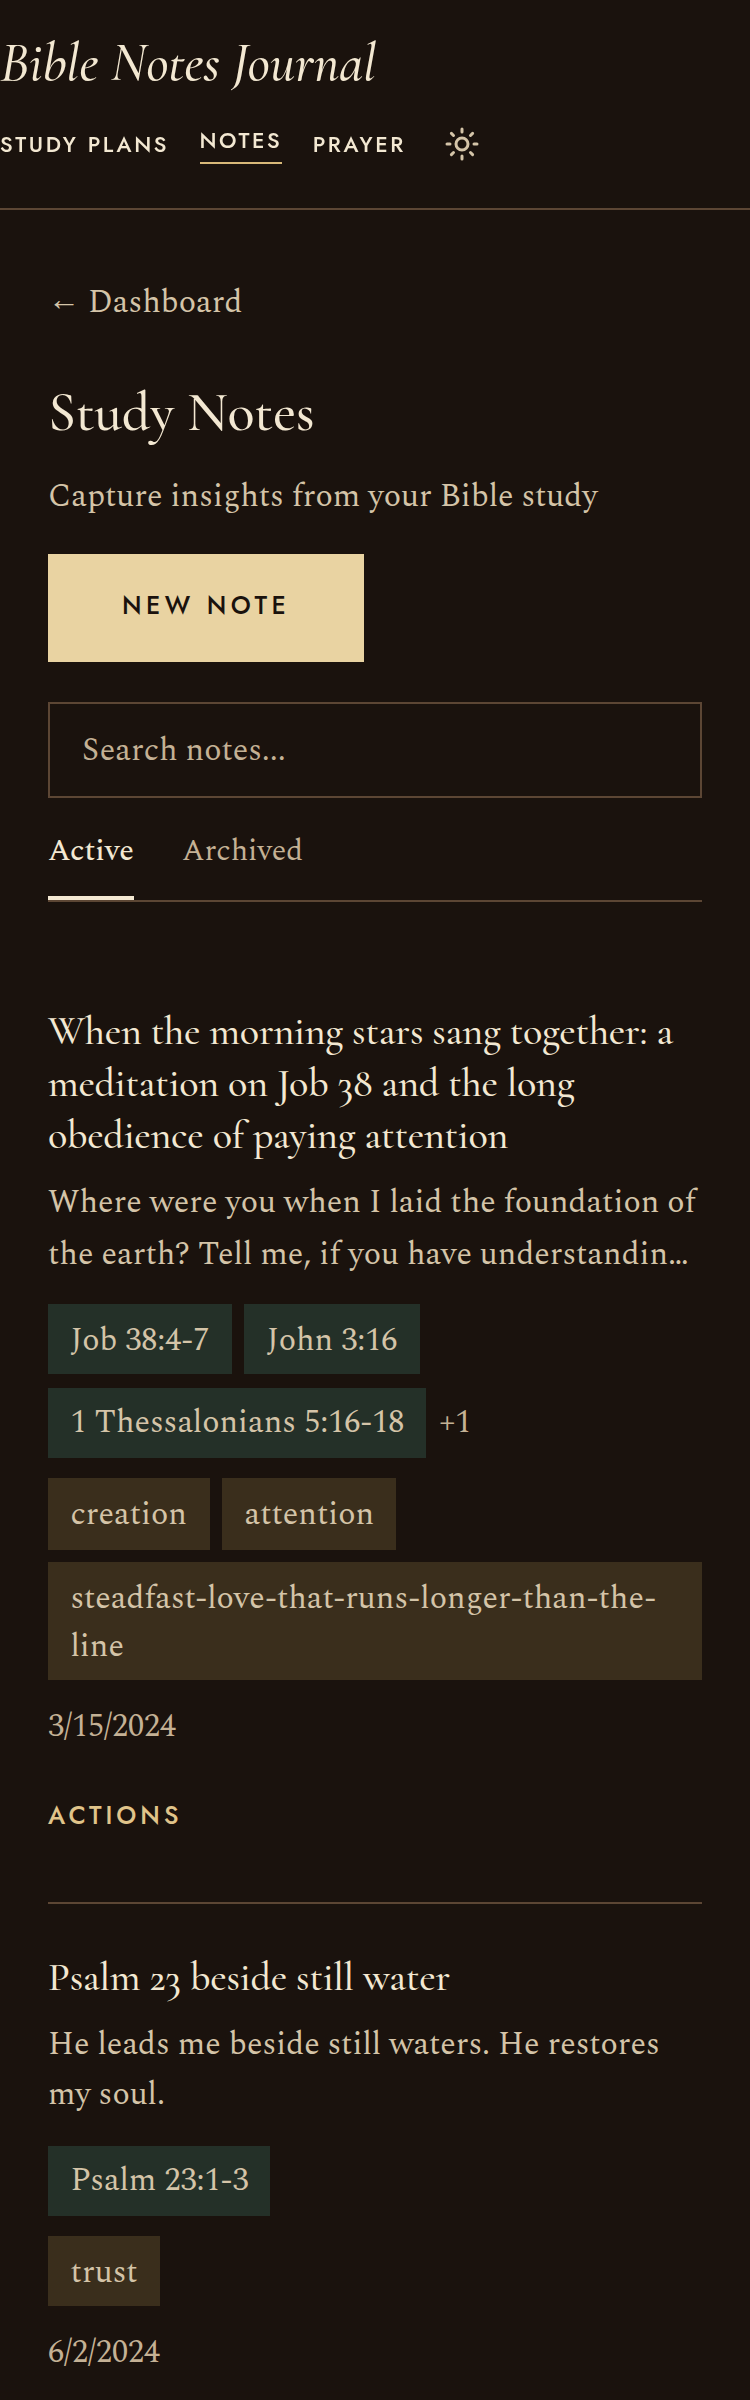 Bible Notes Journal
STUDY PLANS NOTES PRAYER
← Dashboard
Study Notes
Capture insights from your Bible study
NEW NOTE
Search notes...
Active Archived
When the morning stars sang together: a
meditation on Job 38 and the long
obedience of paying attention
Where were you when I laid the foundation of
the earth? Tell me, if you have understandin...
Job 38:4-7 John 3:16
1 Thessalonians 5:16-18 +1
creation attention
steadfast-love-that-runs-longer-than-the-
line
3/15/2024
ACTIONS
Psalm 23 beside still water
He leads me beside still waters. He restores
my soul.
Psalm 23:1-3
trust
6/2/2024